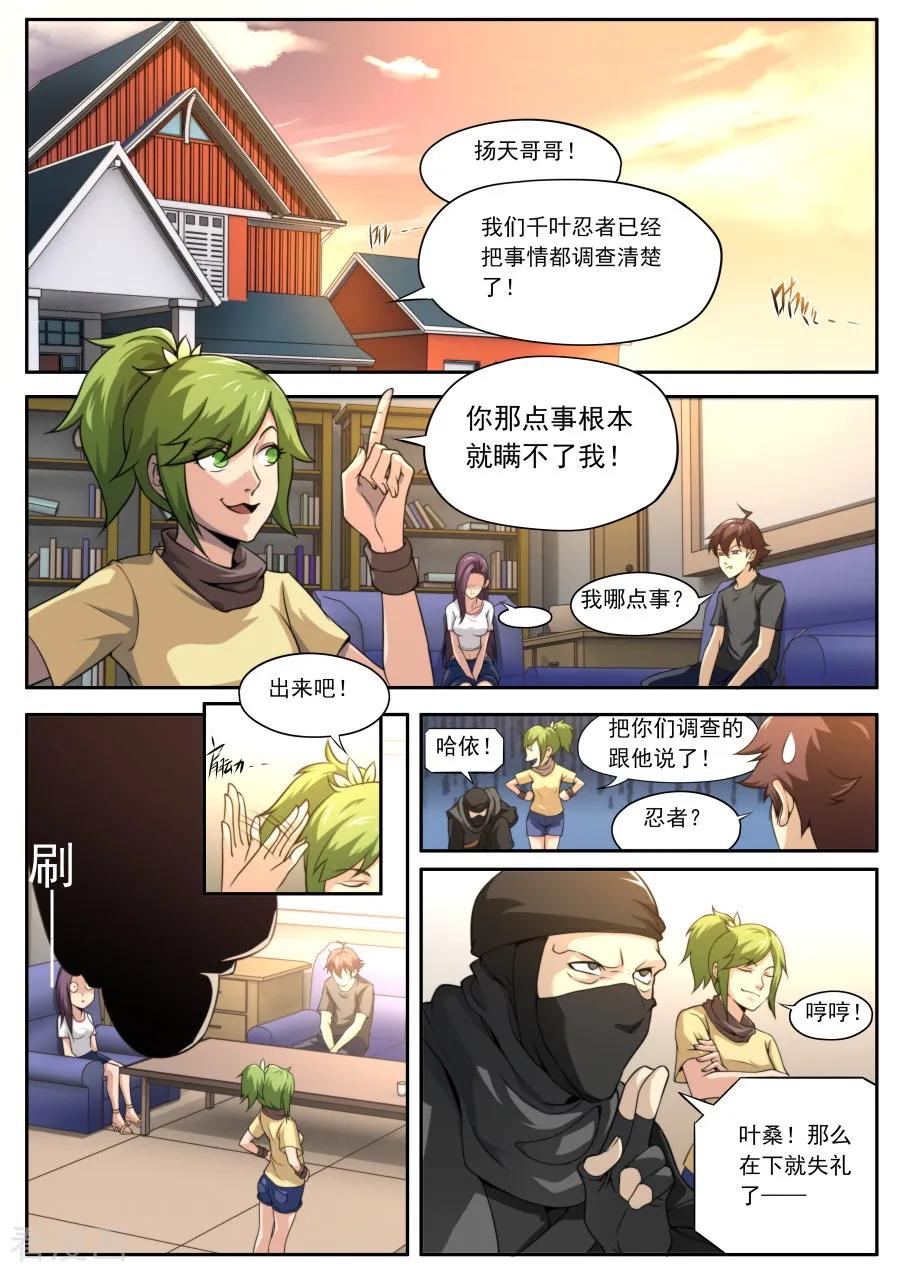 扬天哥哥！
我们千叶忍者已经
把事情都调查清楚
了！
你那点事根本
就瞒不了我！
我哪点事？
出来吧！
刷
哈依！
把你们调查的
跟他说了！
忍者？
哼哼！
叶桑！那么
在下就失礼
了——
看漫画